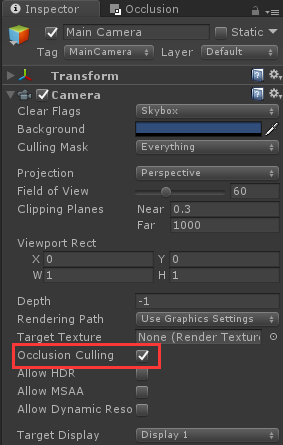 Inspector Occlusion
Main Camera Static
Tag MainCamera Layer Default
Transform
Camera
Clear Flags Skybox
Background
Culling Mask Everything
Projection Perspective
Field of View 60
Clipping Planes Near 0.3
Far 1000
Viewport Rect
X 0 Y 0
W 1 H 1
Depth -1
Rendering Path Use Graphics Settings
Target Texture None (Render Texture
Occlusion Culling
Allow HDR
Allow MSAA
Allow Dynamic Reso
Target Display Display 1